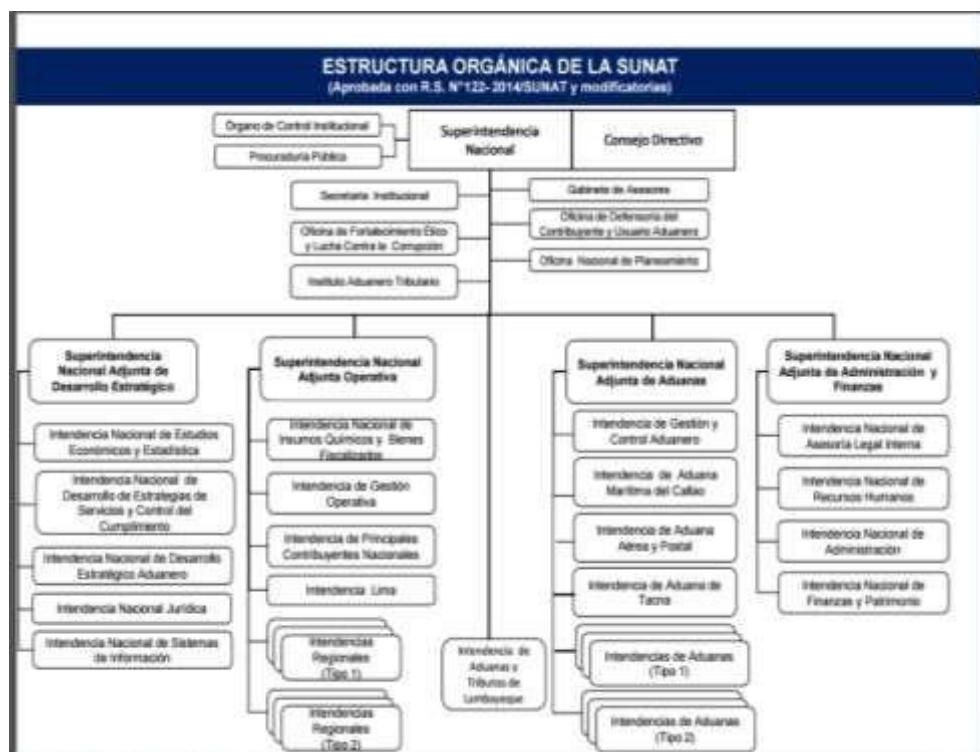 ESTRUCTURA ORGÁNICA DE LA SUNAT
(Aprobada con R.S. N°122- 2014/SUNAT y modificatorias)
Órgano de Control Institucional
Procuraduría Pública
Superintendencia
Nacional
Consejo Directivo
Secretaría Institucional
Gabinete de Asesores
Oficina de Fortalecimiento Ético
y Lucha Contra la Corrupción
Oficina de Defensoría del
Contribuyente y Usuario Aduanero
Instituto Aduanero Tributario
Oficina Nacional de Planeamiento
Superintendencia
Nacional Adjunta de
Desarrollo Estratégico
Intendencia Nacional de Estudios
Económicos y Estadística
Intendencia Nacional de
Desarrollo de Estrategias de
Servicios y Control del
Cumplimiento
Intendencia Nacional de Desarrollo
Estratégico Aduanero
Intendencia Nacional Jurídica
Intendencia Nacional de Sistemas
de Información
Superintendencia Nacional
Adjunta Operativa
Intendencia Nacional de
Insumos Químicos y Bienes
Fiscalizados
Intendencia de Gestión
Operativa
Intendencia de Principales
Contribuyentes Nacionales
Intendencia Lima
Intendencias
Regionales
(Tipo 1)
Intendencias
Regionales
(Tipo 2)
Intendencia de
Aduanas y
Tributos de
Lambayeque
Superintendencia Nacional
Adjunta de Aduanas
Intendencia de Gestión y
Control Aduanero
Intendencia de Aduana
Marítima del Callao
Intendencia de Aduana
Aérea y Postal
Intendencia de Aduana de
Tacna
Intendencias de Aduanas
(Tipo 1)
Intendencias de Aduanas
(Tipo 2)
Superintendencia Nacional
Adjunta de Administración y
Finanzas
Intendencia Nacional de
Asesoría Legal Interna
Intendencia Nacional de
Recursos Humanos
Intendencia Nacional de
Administración
Intendencia Nacional de
Finanzas y Patrimonio